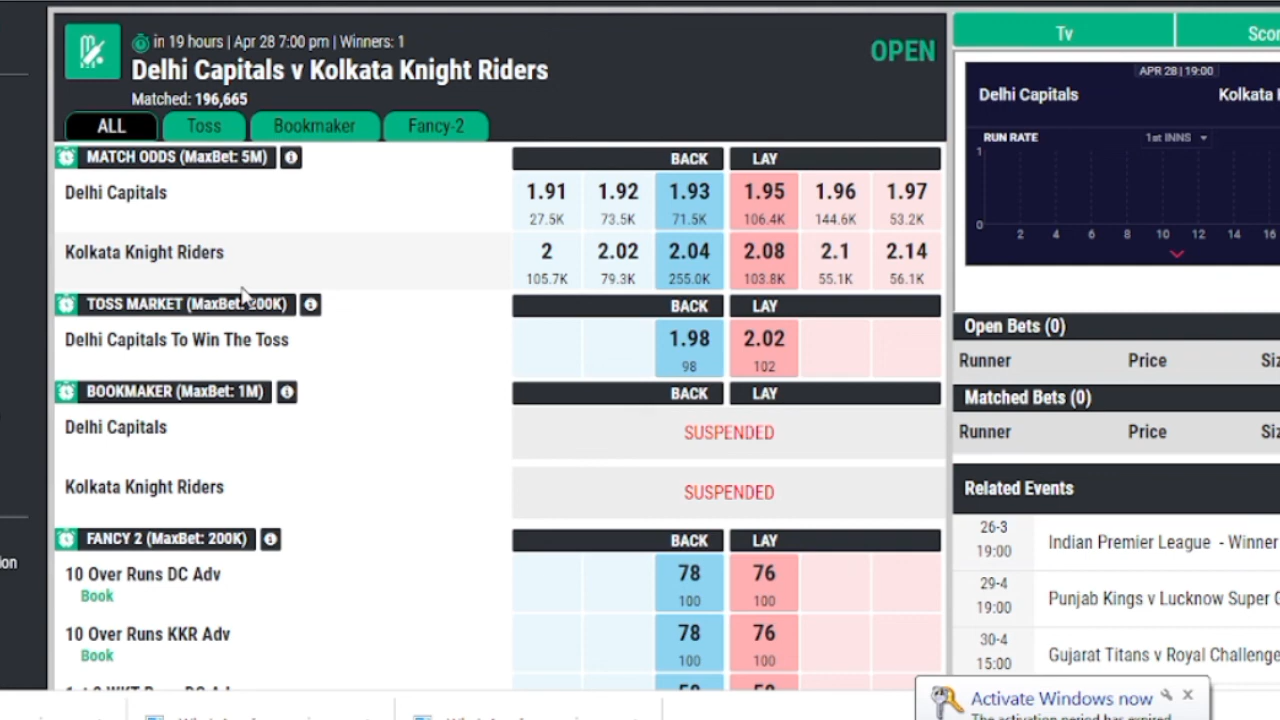 in 19 hours | Apr 28 7:00 pm | Winners: 1
Delhi Capitals v Kolkata Knight Riders
Matched: 196,665
OPEN
ALL Toss Bookmaker Fancy-2
MATCH ODDS (MaxBet: 5M) BACK LAY
Delhi Capitals 1.91 1.92 1.93 1.95 1.96 1.97
27.5K 73.5K 71.5K 106.4K 144.6K 53.2K
Kolkata Knight Riders 2 2.02 2.04 2.08 2.1 2.14
105.7K 79.3K 255.0K 103.8K 55.1K 56.1K
TOSS MARKET (MaxBet: 200K) BACK LAY
Delhi Capitals To Win The Toss 1.98 2.02
98 102
BOOKMAKER (MaxBet: 1M) BACK LAY
Delhi Capitals SUSPENDED
Kolkata Knight Riders SUSPENDED
FANCY 2 (MaxBet: 200K) BACK LAY
10 Over Runs DC Adv 78 76
Book 100 100
10 Over Runs KKR Adv 78 76
Book 100 100
Tv
APR 28 | 19:00
Delhi Capitals Kolkata
RUN RATE 1st INNS
1
0
2 4 6 8 10 12 14 16
Open Bets (0)
Runner Price
Matched Bets (0)
Runner Price
Related Events
26-3
19:00 Indian Premier League - Winner
29-4
19:00 Punjab Kings v Lucknow Super
30-4
15:00 Gujarat Titans v Royal
Activate Windows now
The activation period has expired